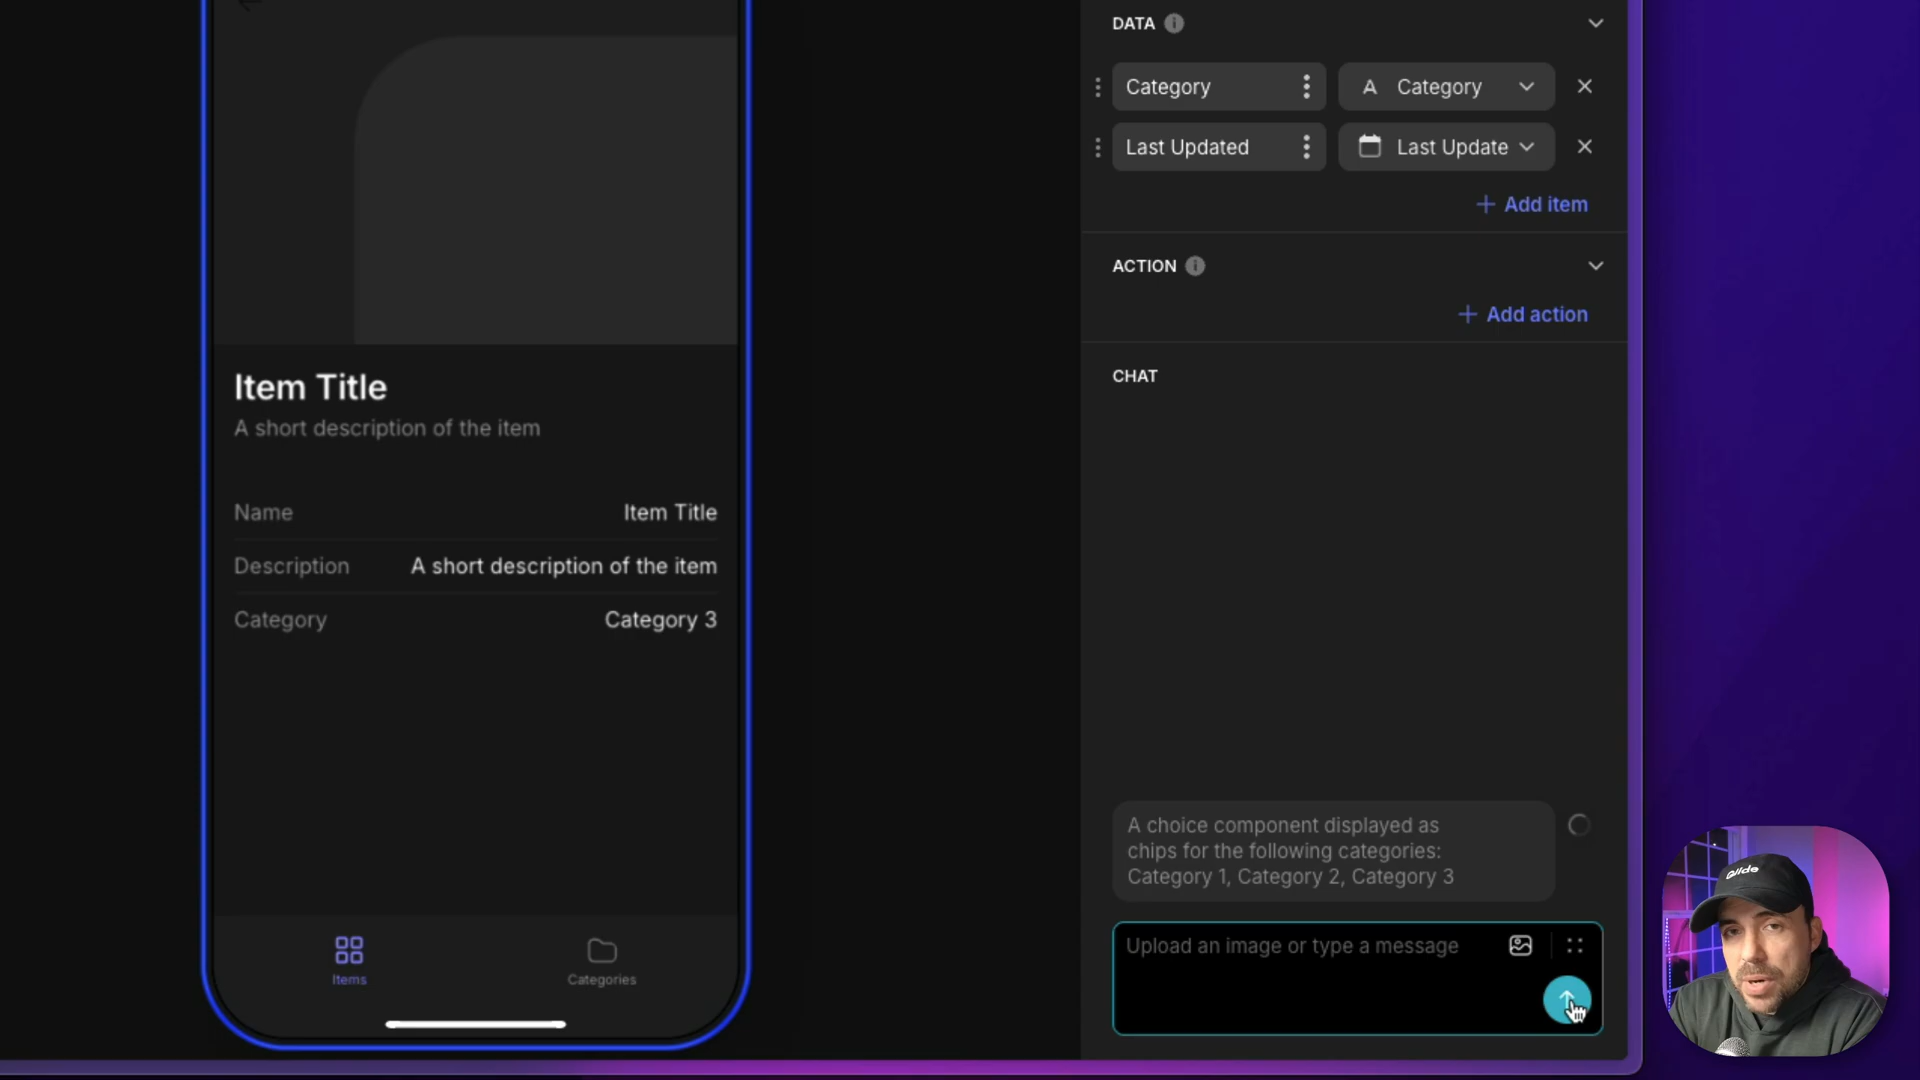 DATA
Category
A Category
Last Updated
Last Update
+ Add item
ACTION
+ Add action
CHAT
Item Title
A short description of the item
Name
Item Title
Description
A short description of the item
Category
Category 3
Items
Categories
A choice component displayed as
chips for the following categories:
Category 1, Category 2, Category 3
Upload an image or type a message
Glide